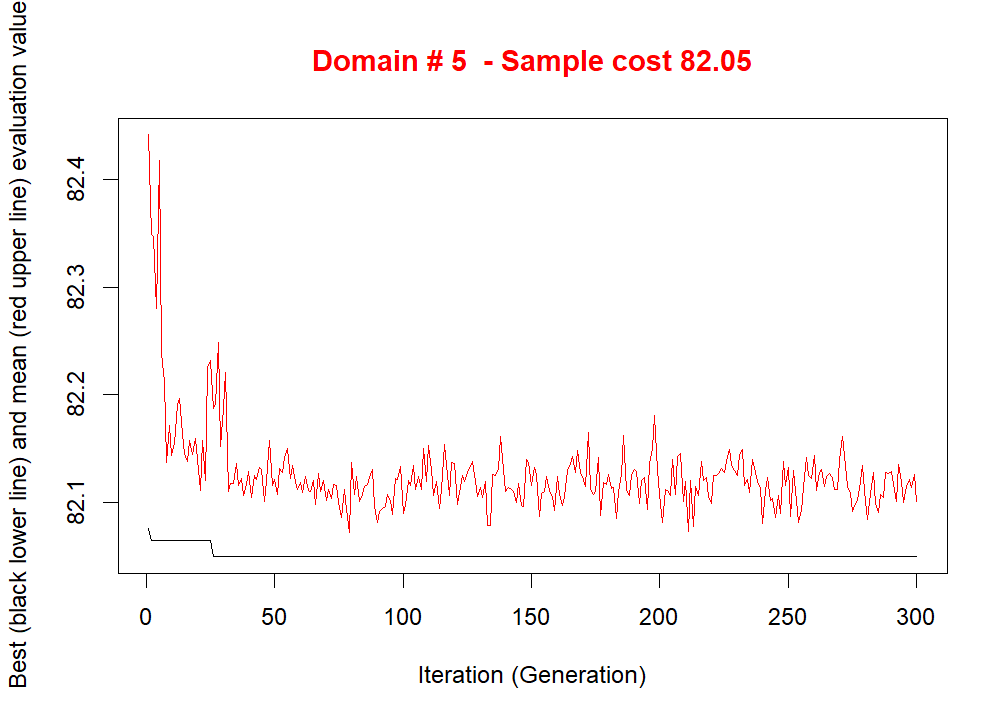 Domain # 5  - Sample cost 82.05
Best (black lower line) and mean (red upper line) evaluation value
82.4
82.3
82.2
82.1
0 50 100 150 200 250 300
Iteration (Generation)